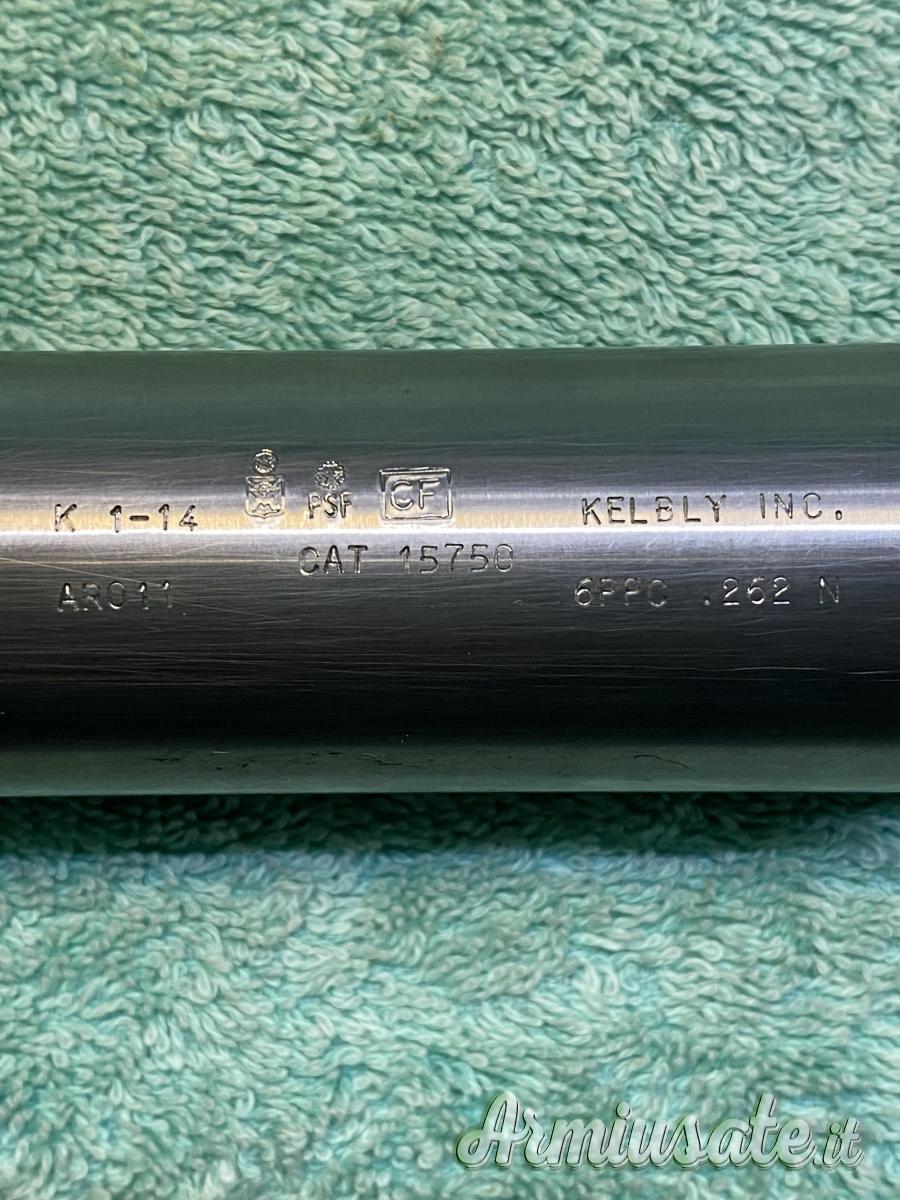 K 1-14
PSF
CF
KELBLY INC.
CAT 15750
AR011
6PPC .262 N
Armiusate.it